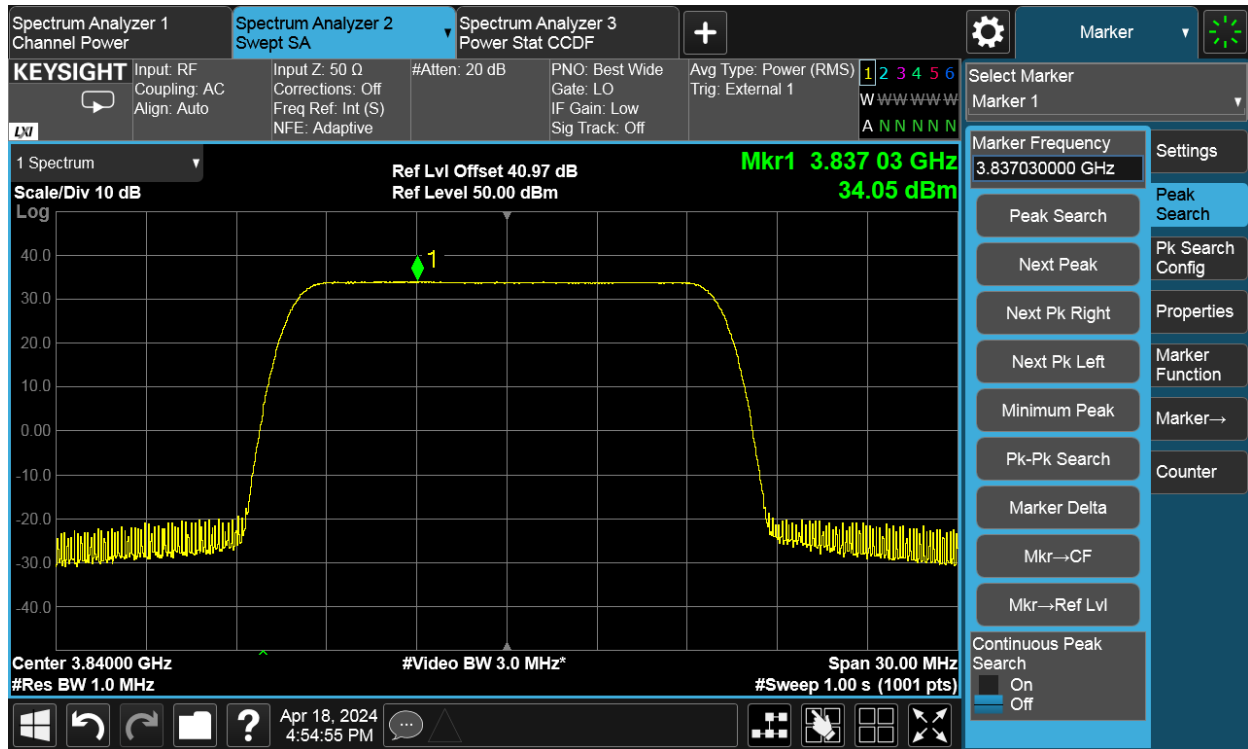 Spectrum Analyzer 1
Channel Power
Spectrum Analyzer 2
Swept SA
Spectrum Analyzer 3
Power Stat CCDF
+
Marker
KEYSIGHT
LXI
Input: RF
Coupling: AC
Align: Auto
Input Z: 50 Ω
Corrections: Off
Freq Ref: Int (S)
NFE: Adaptive
#Atten: 20 dB
PNO: Best Wide
Gate: LO
IF Gain: Low
Sig Track: Off
Avg Type: Power (RMS)
Trig: External 1
1 2 3 4 5 6
W W W W W W
A N N N N N
Select Marker
Marker 1
1 Spectrum
Scale/Div 10 dB
Log
Ref Lvl Offset 40.97 dB
Ref Level 50.00 dBm
Mkr1 3.837 03 GHz
34.05 dBm
1
40.0
30.0
20.0
10.0
0.00
-10.0
-20.0
-30.0
-40.0
Center 3.84000 GHz
#Res BW 1.0 MHz
#Video BW 3.0 MHz*
Span 30.00 MHz
#Sweep 1.00 s (1001 pts)
Marker Frequency
3.837030000 GHz
Peak Search
Next Peak
Next Pk Right
Next Pk Left
Minimum Peak
Pk-Pk Search
Marker Delta
Mkr→CF
Mkr→Ref Lvl
Continuous Peak
Search
On
Off
Settings
Peak
Search
Pk Search
Config
Properties
Marker
Function
Marker→
Counter
?
Apr 18, 2024
4:54:55 PM